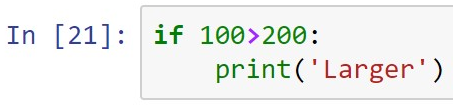 In [21]: if 100>200:
    print('Larger')